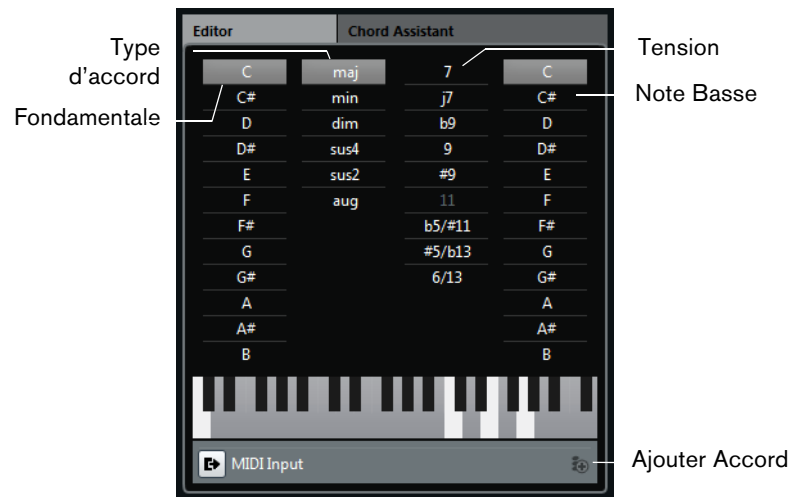 Editor
Chord Assistant
Type
d'accord
Fondamentale
Tension
Note Basse
C maj 7 C
C# min j7 C#
D dim b9 D
D# sus4 9 D#
E sus2 #9 E
F aug 11 F
F# b5/#11 F#
G #5/b13 G
G# 6/13 G#
A A
A# A#
B B
MIDI Input
Ajouter Accord